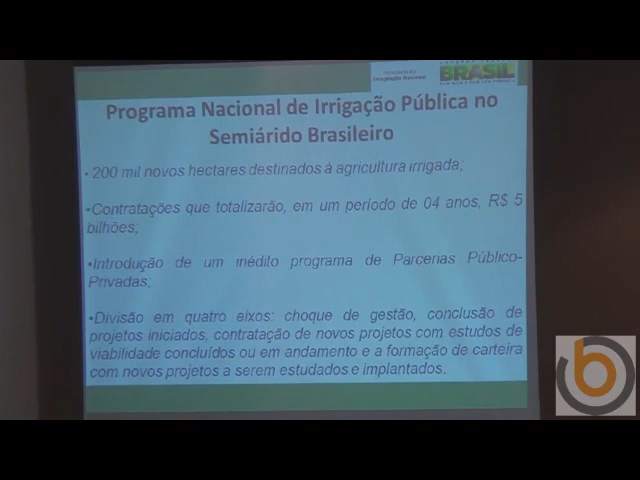 Integração Nacional
BRASIL
Programa Nacional de Irrigação Pública no
Semiárido Brasileiro
• 200 mil novos hectares destinados à agricultura irrigada;
•Contratações que totalizarão, em um período de 04 anos, R$ 5
bilhões;
•Introdução de um inédito programa de Parcerias Público-
Privadas;
•Divisão em quatro eixos: choque de gestão, conclusão de
projetos iniciados, contratação de novos projetos com estudos de
viabilidade concluídos ou em andamento e a formação de carteira
com novos projetos a serem estudados e implantados.
b